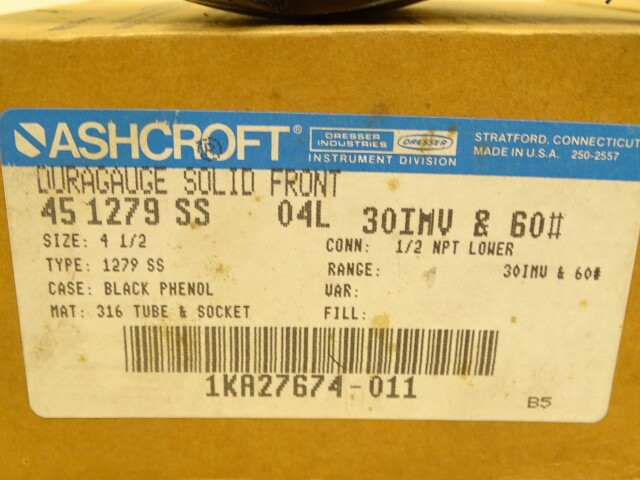 ASHCROFT®
DRESSER INDUSTRIES DRESSER
INSTRUMENT DIVISION
STRATFORD, CONNECTICUT
MADE IN U.S.A. 250-2557
DURAGAUGE SOLID FRONT
45 1279 SS 04L 30IMV & 60#
SIZE: 4 1/2 CONN: 1/2 NPT LOWER
TYPE: 1279 SS RANGE: 30IMV & 60#
CASE: BLACK PHENOL VAR:
MAT: 316 TUBE & SOCKET FILL:
1KA27674-011
B5